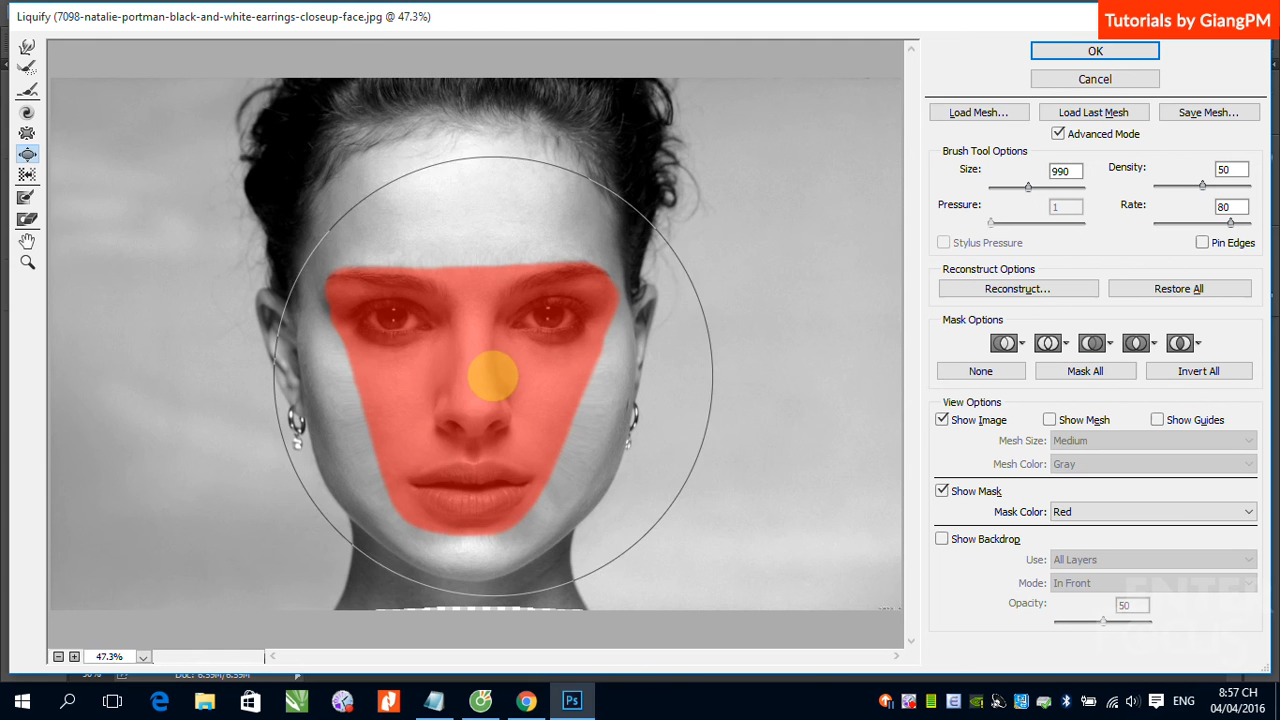 Liquify (7098-natalie-portman-black-and-white-earrings-closeup-face.jpg @ 47.3%)
Tutorials by GiangPM
OK
Cancel
Load Mesh...
Load Last Mesh
Save Mesh...
Advanced Mode
Brush Tool Options
Size: 990
Density: 50
Pressure: 1
Rate: 80
Stylus Pressure
Pin Edges
Reconstruct Options
Reconstruct...
Restore All
Mask Options
None
Mask All
Invert All
View Options
Show Image
Show Mesh
Show Guides
Mesh Size: Medium
Mesh Color: Gray
Show Mask
Mask Color: Red
Show Backdrop
Use: All Layers
Mode: In Front
Opacity: 50
47.3%
Ps
ENG
8:57 CH
04/04/2016